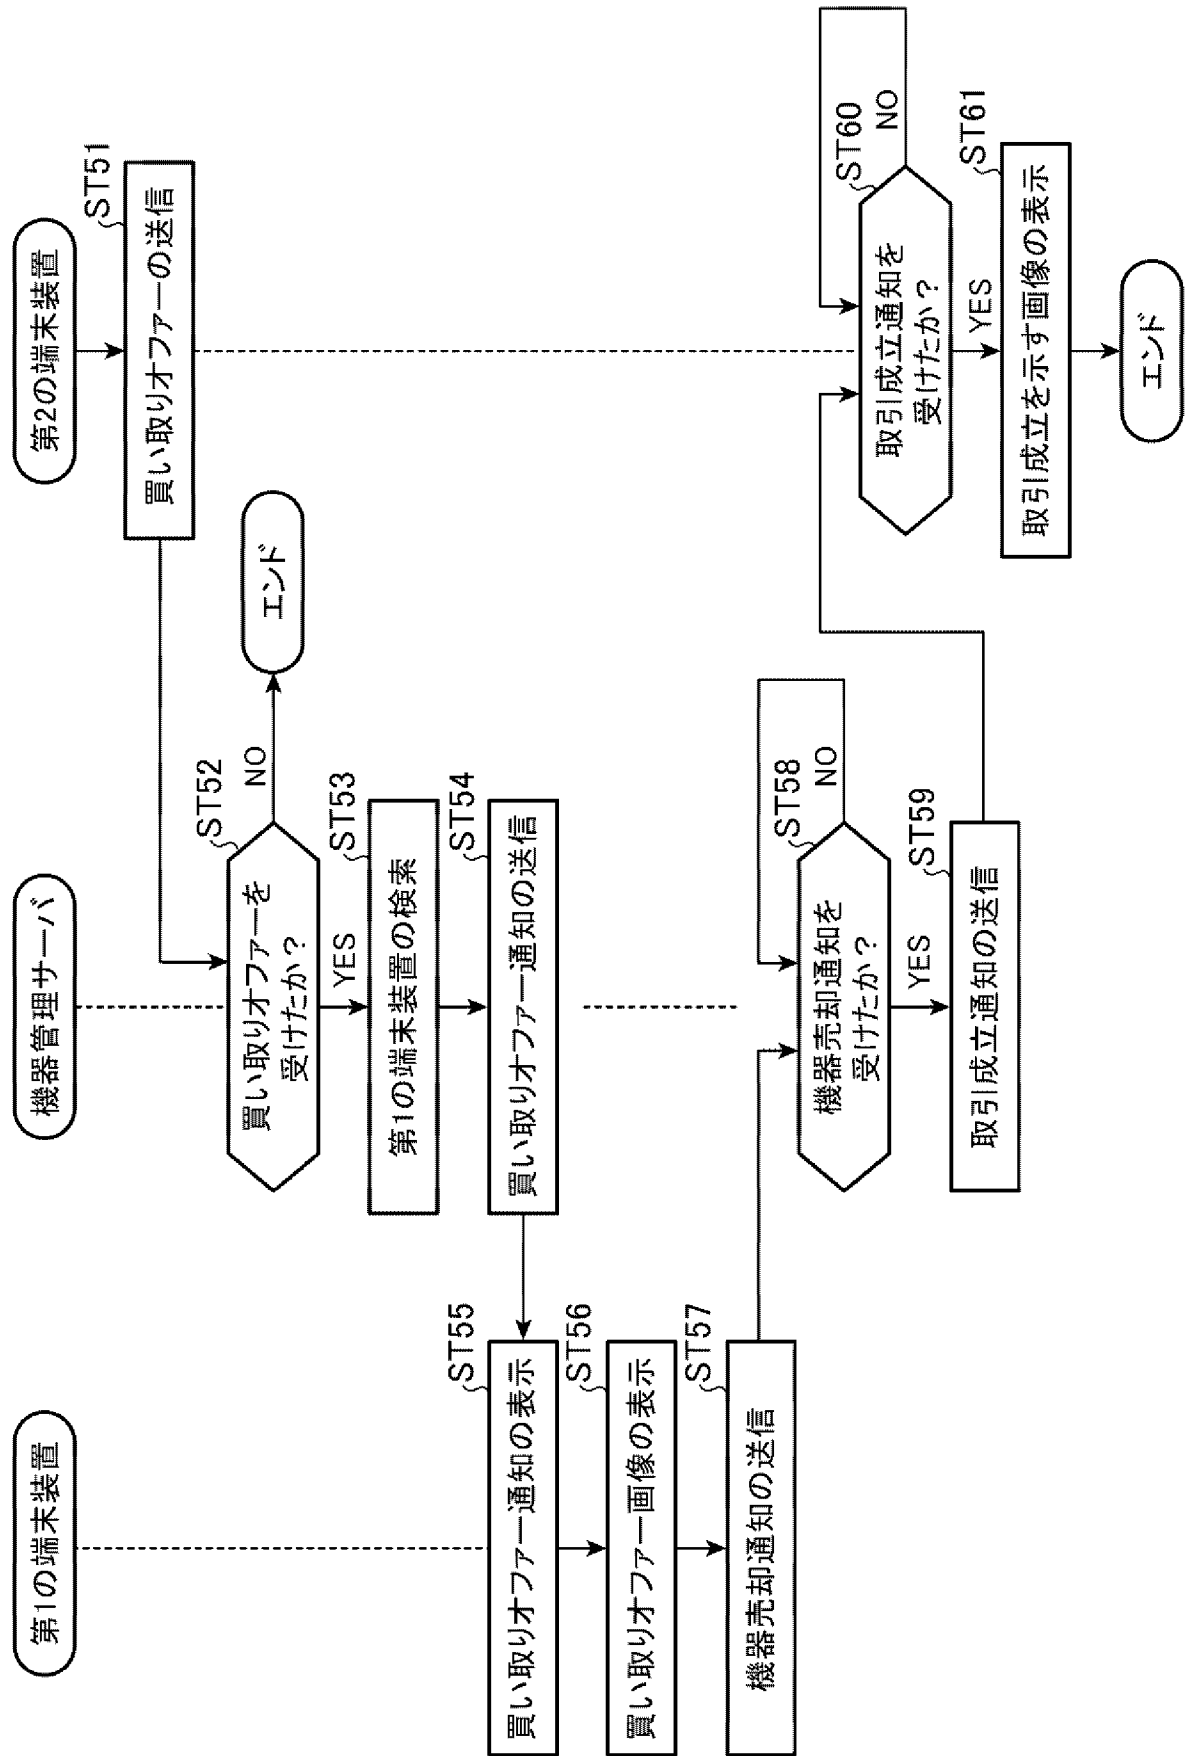 第1の端末装置
機器管理サーバ
第2の端末装置
ST51
買い取りオファーの送信
ST52
買い取りオファーを
受けたか?
NO
エンド
YES
ST53
第1の端末装置の検索
ST54
買い取りオファー通知の送信
ST55
買い取りオファー通知の表示
ST56
買い取りオファー画像の表示
ST57
機器売却通知の送信
ST58
機器売却通知を
受けたか?
NO
YES
ST59
取引成立通知の送信
ST60
取引成立通知を
受けたか?
NO
YES
ST61
取引成立を示す画像の表示
エンド